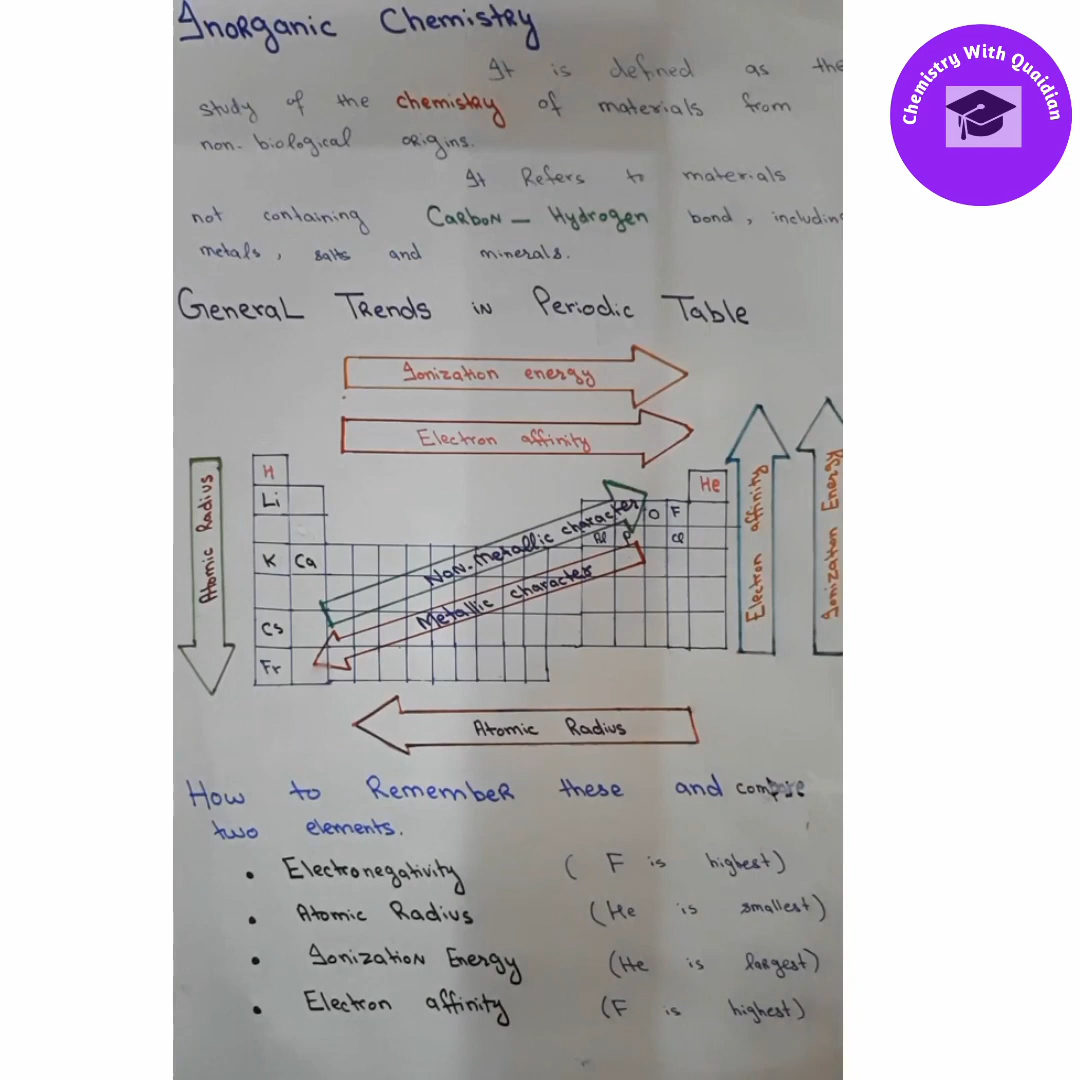 Inorganic Chemistry
Chemistry With Quaidian
It is defined as the
study of the chemistry of materials from
non-biological origins.
It Refers to materials
not containing Carbon - Hydrogen bond, includin
metals, salts and minerals.
General Trends in Periodic Table
Ionization energy
Electron affinity
Atomic Radius
H
He
Li
O F
Al P Cl
K Ca
Cs
Fr
Non-Metallic character
Metallic character
Electron affinity
Ionization Energy
Atomic Radius
How to Remember these and compare
two elements.
• Electronegativity (F is highest)
• Atomic Radius (He is smallest)
• Ionization Energy (He is largest)
• Electron affinity (F is highest)